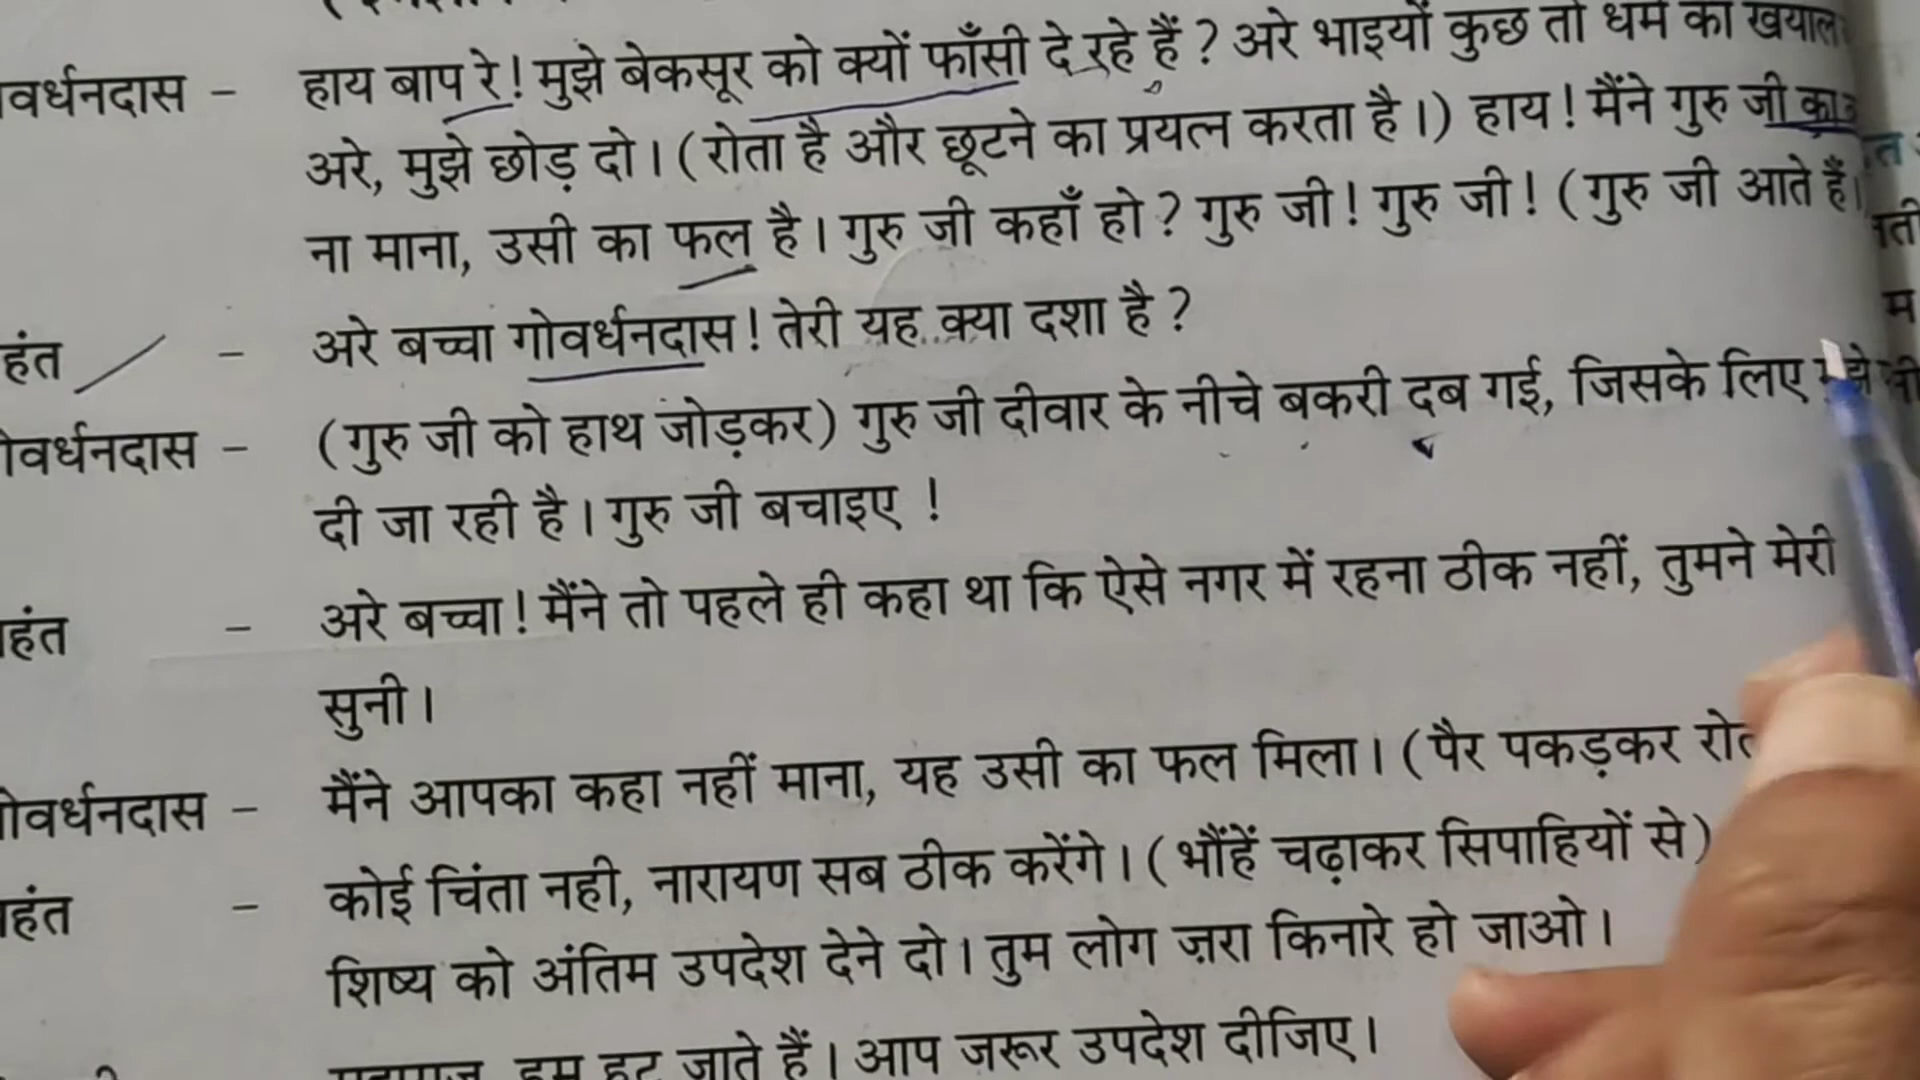 वर्धनदास - हाय बाप रे! मुझे बेकसूर को क्यों फाँसी दे रहे हैं? अरे भाइयों कुछ तो धर्म का खयाल
अरे, मुझे छोड़ दो। (रोता है और छूटने का प्रयत्न करता है।) हाय! मैंने गुरु जी का
ना माना, उसी का फल है। गुरु जी कहाँ हो? गुरु जी! गुरु जी! (गुरु जी आते हैं।
हंत - अरे बच्चा गोवर्धनदास! तेरी यह क्या दशा है?
ोवर्धनदास - (गुरु जी को हाथ जोड़कर) गुरु जी दीवार के नीचे बकरी दब गई, जिसके लिए
दी जा रही है। गुरु जी बचाइए !
हंत - अरे बच्चा! मैंने तो पहले ही कहा था कि ऐसे नगर में रहना ठीक नहीं, तुमने मेरी
सुनी।
ोवर्धनदास - मैंने आपका कहा नहीं माना, यह उसी का फल मिला। (पैर पकड़कर
हंत - कोई चिंता नही, नारायण सब ठीक करेंगे। (भौंहें चढ़ाकर सिपाहियों से)
शिष्य को अंतिम उपदेश देने दो। तुम लोग ज़रा किनारे हो जाओ।
हम हट जाते हैं। आप जरूर उपदेश दीजिए।